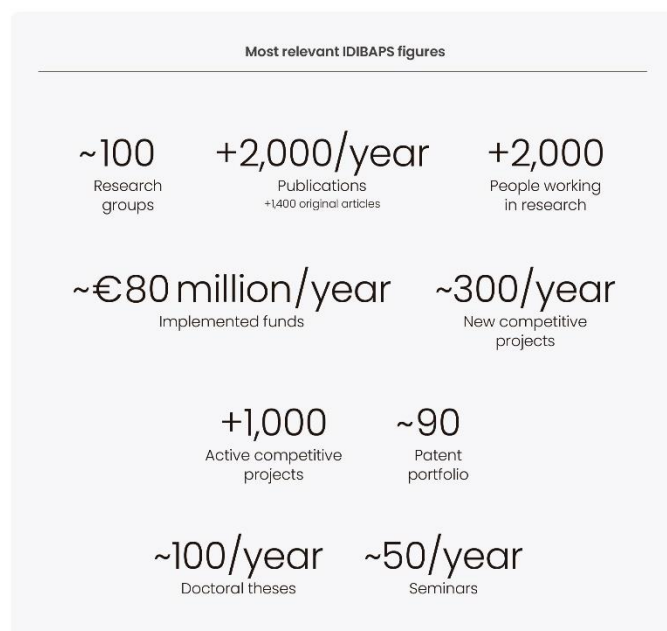 Most relevant IDIBAPS figures
~100
Research
groups
+2,000/year
Publications
+1,400 original articles
+2,000
People working
in research
~€80 million/year
Implemented funds
~300/year
New competitive
projects
+1,000
Active competitive
projects
~90
Patent
portfolio
~100/year
Doctoral theses
~50/year
Seminars